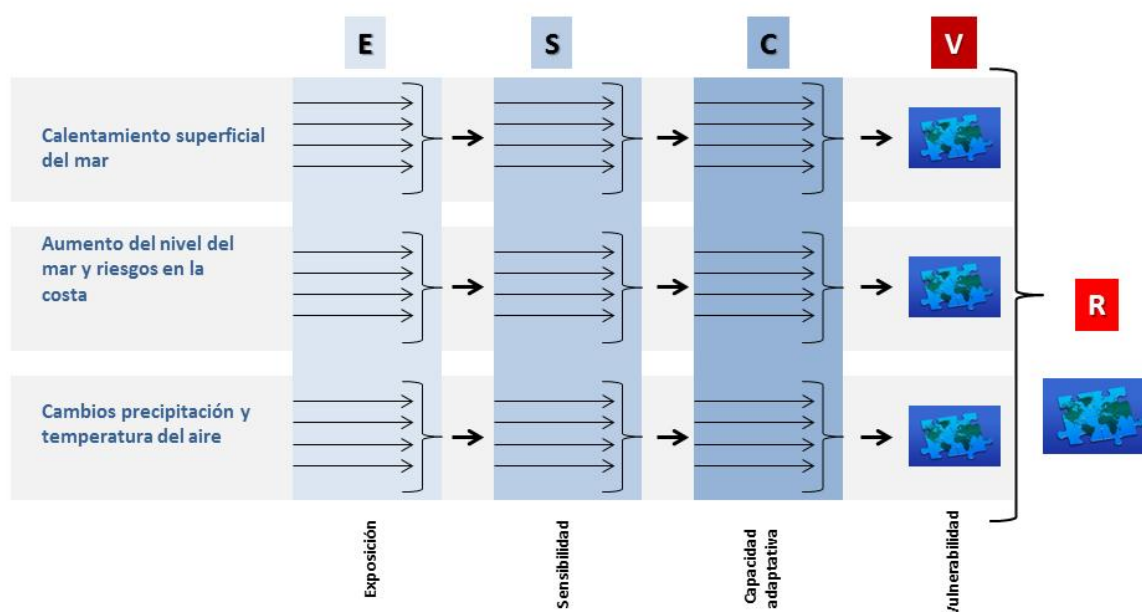 E
S
C
V
Calentamiento superficial
del mar
Aumento del nivel del
mar y riesgos en la
costa
R
Cambios precipitación y
temperatura del aire
Exposición
Sensibilidad
Capacidad
adaptativa
Vulnerabilidad